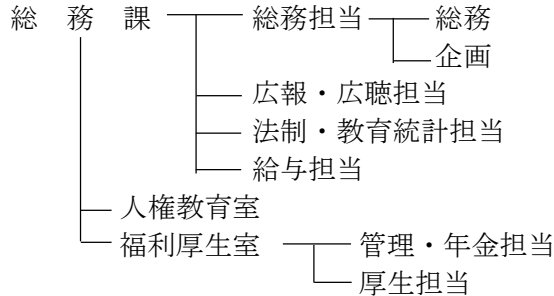 総務課 総務担当 総務
企画
広報・広聴担当
法制・教育統計担当
給与担当
人権教育室
福利厚生室 管理・年金担当
厚生担当